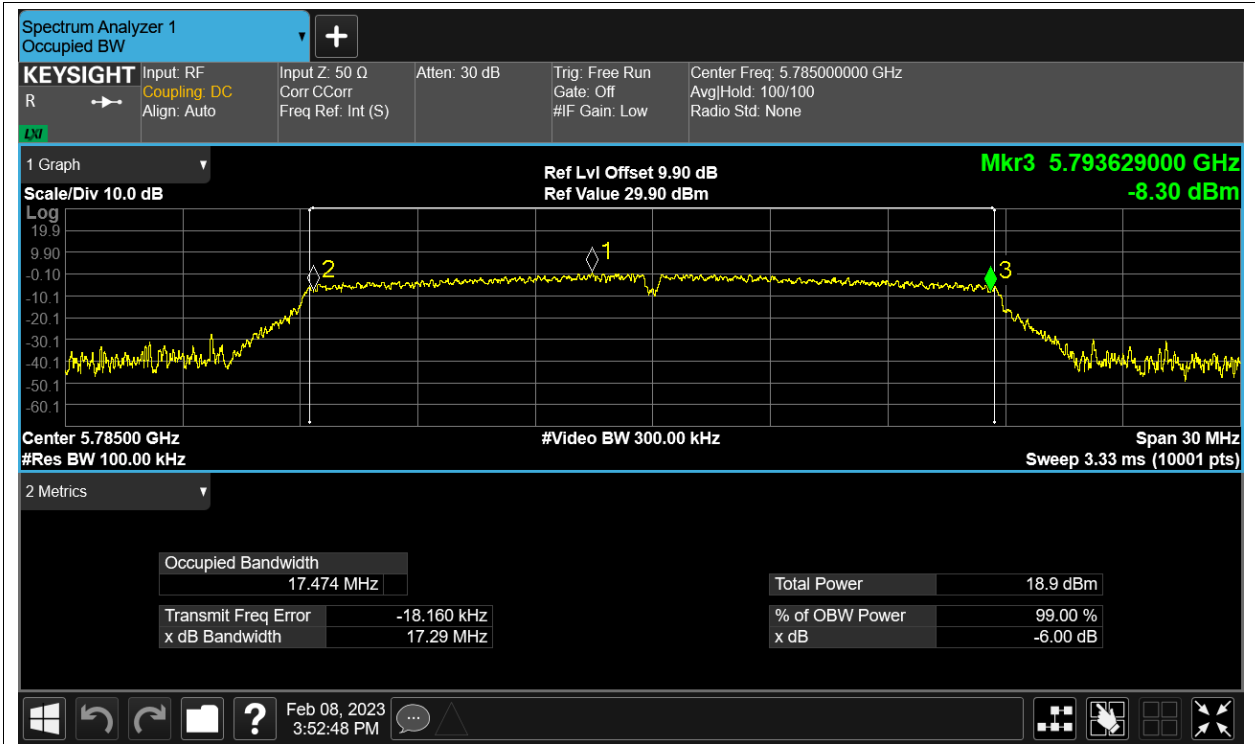 Spectrum Analyzer 1
Occupied BW
KEYSIGHT
R
LXI
Input: RF
Coupling: DC
Align: Auto
Input Z: 50 Ω
Corr CCorr
Freq Ref: Int (S)
Atten: 30 dB
Trig: Free Run
Gate: Off
#IF Gain: Low
Center Freq: 5.785000000 GHz
Avg|Hold: 100/100
Radio Std: None
1 Graph
Scale/Div 10.0 dB
Ref Lvl Offset 9.90 dB
Ref Value 29.90 dBm
Mkr3 5.793629000 GHz
-8.30 dBm
Log
19.9
9.90
-0.10
-10.1
-20.1
-30.1
-40.1
-50.1
-60.1
1
2
3
Center 5.78500 GHz
#Res BW 100.00 kHz
#Video BW 300.00 kHz
Span 30 MHz
Sweep 3.33 ms (10001 pts)
2 Metrics
Occupied Bandwidth
17.474 MHz
Transmit Freq Error -18.160 kHz
x dB Bandwidth 17.29 MHz
Total Power 18.9 dBm
% of OBW Power 99.00 %
x dB -6.00 dB
?
Feb 08, 2023
3:52:48 PM